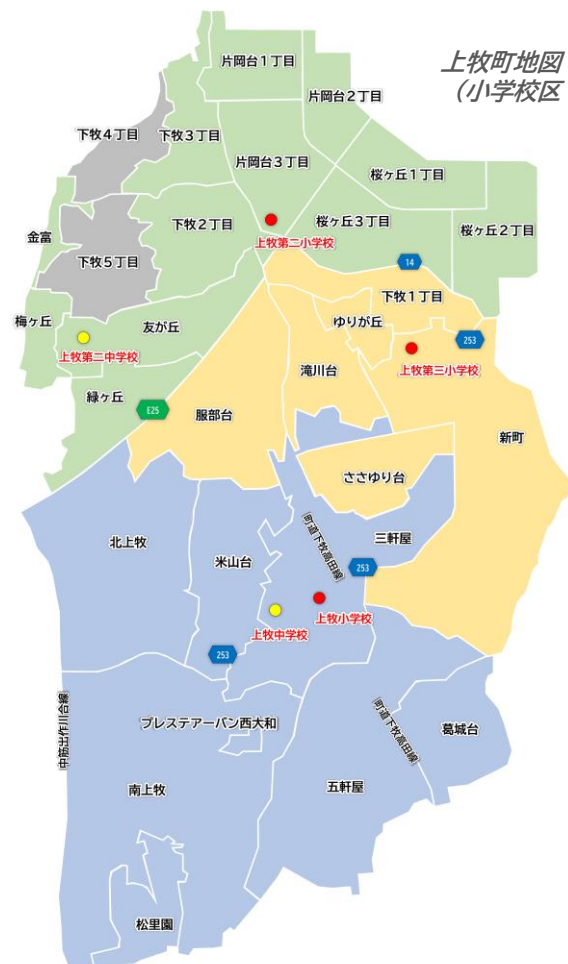 上牧町地図
（小学校区
片岡台１丁目
片岡台２丁目
下牧４丁目
下牧３丁目
片岡台３丁目
桜ヶ丘１丁目
下牧２丁目
桜ヶ丘３丁目
桜ヶ丘２丁目
金富
上牧第二小学校
下牧５丁目
14
下牧１丁目
梅ヶ丘
友が丘
ゆりが丘
253
上牧第二中学校
滝川台
上牧第三小学校
緑ヶ丘
E25
服部台
新町
ささゆり台
北上牧
米山台
町道下牧高田線
三軒屋
253
上牧中学校
上牧小学校
253
中筋出作川合線
プレステアーバン西大和
町道下牧高田線
葛城台
南上牧
五軒屋
松里園